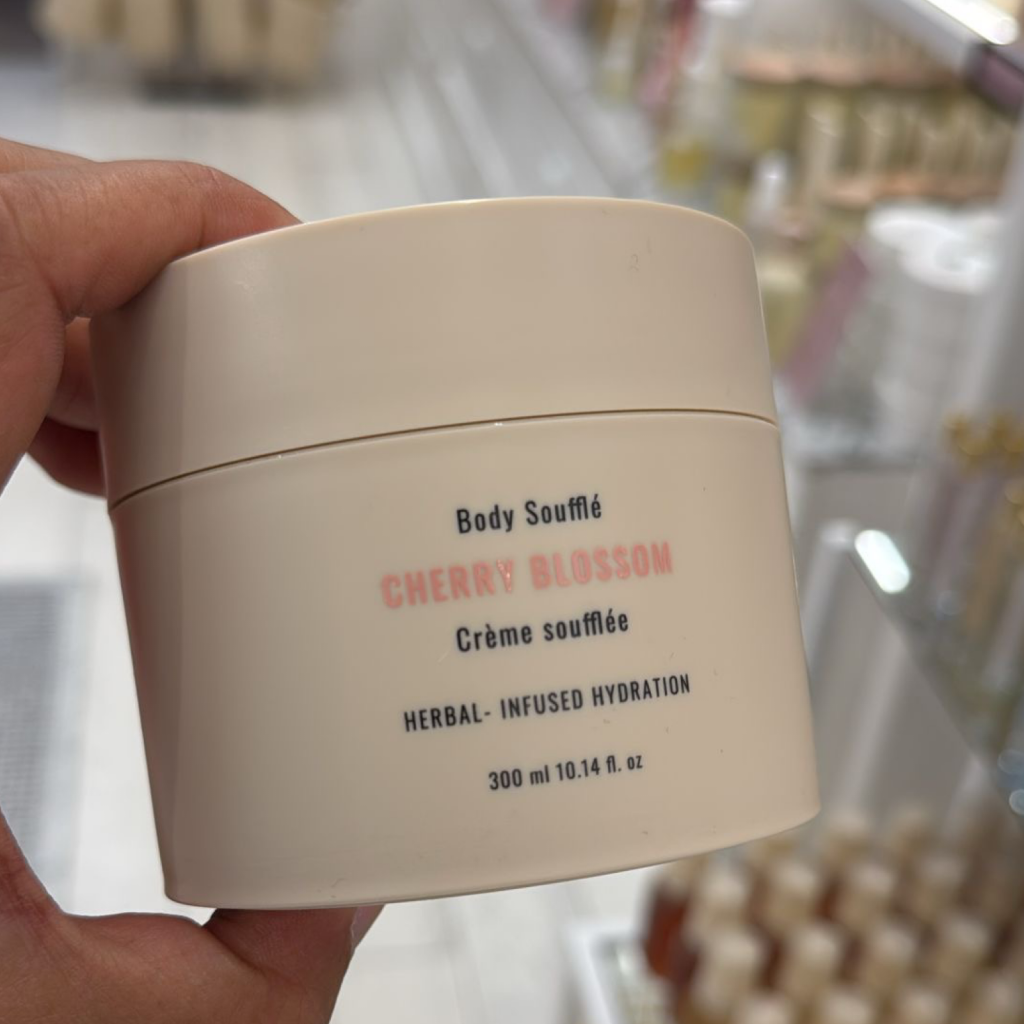 Body Soufflé
CHERRY BLOSSOM
Crème soufflée
HERBAL- INFUSED HYDRATION
300 ml 10.14 fl. oz